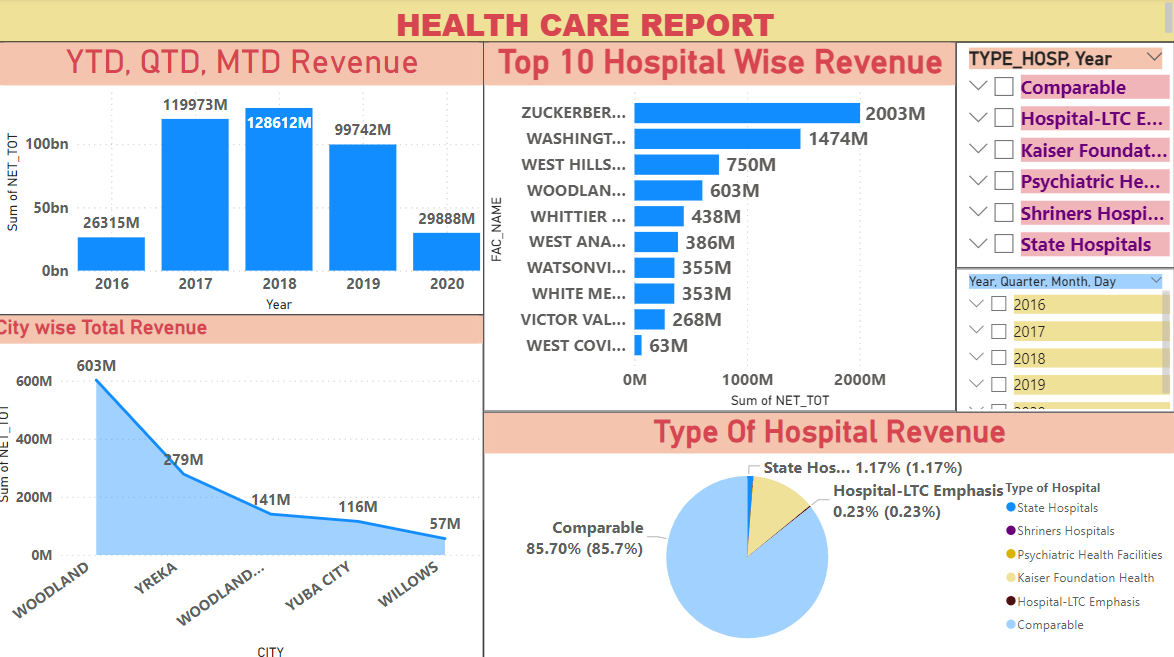 HEALTH CARE REPORT
YTD, QTD, MTD Revenue
Sum of NET_TOT
100bn
50bn
0bn
26315M
119973M
128612M
99742M
29888M
2016
2017
2018
2019
2020
Year
City wise Total Revenue
Sum of NET_TOT
600M
400M
200M
0M
603M
279M
141M
116M
57M
WOODLAND
YREKA
WOODLAND...
YUBA CITY
WILLOWS
CITY
Top 10 Hospital Wise Revenue
FAC_NAME
ZUCKERBER... 2003M
WASHINGT... 1474M
WEST HILLS... 750M
WOODLAN... 603M
WHITTIER ... 438M
WEST ANA... 386M
WATSONVI... 355M
WHITE ME... 353M
VICTOR VAL... 268M
WEST COVI... 63M
0M
1000M
2000M
Sum of NET_TOT
TYPE_HOSP, Year
Comparable
Hospital-LTC E...
Kaiser Foundat...
Psychiatric He...
Shriners Hospi...
State Hospitals
Year, Quarter, Month, Day
2016
2017
2018
2019
Type Of Hospital Revenue
State Hos... 1.17% (1.17%)
Hospital-LTC Emphasis
0.23% (0.23%)
Comparable
85.70% (85.7%)
Type of Hospital
State Hospitals
Shriners Hospitals
Psychiatric Health Facilities
Kaiser Foundation Health
Hospital-LTC Emphasis
Comparable